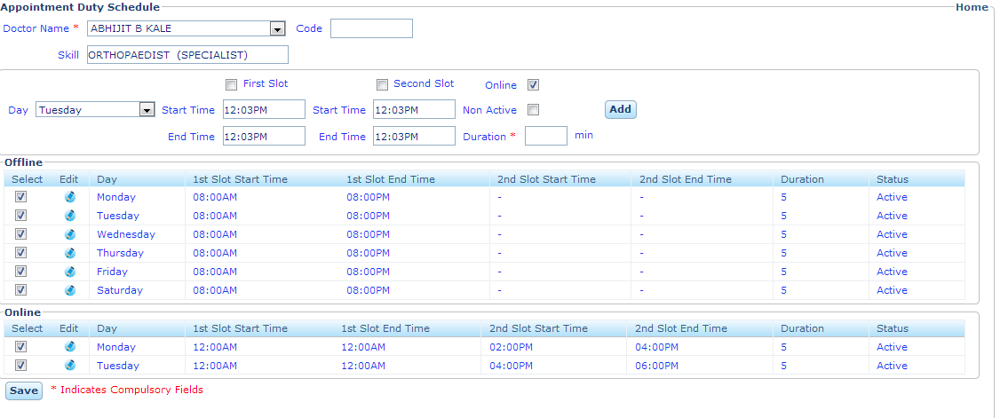 Appointment Duty Schedule Home
Doctor Name * ABHIJIT B KALE Code
Skill ORTHOPAEDIST (SPECIALIST)
First Slot Second Slot Online
Day Tuesday Start Time 12:03PM Start Time 12:03PM Non Active Add
End Time 12:03PM End Time 12:03PM Duration * min
Offline
Select Edit Day 1st Slot Start Time 1st Slot End Time 2nd Slot Start Time 2nd Slot End Time Duration Status
Monday 08:00AM 08:00PM - - 5 Active
Tuesday 08:00AM 08:00PM - - 5 Active
Wednesday 08:00AM 08:00PM - - 5 Active
Thursday 08:00AM 08:00PM - - 5 Active
Friday 08:00AM 08:00PM - - 5 Active
Saturday 08:00AM 08:00PM - - 5 Active
Online
Select Edit Day 1st Slot Start Time 1st Slot End Time 2nd Slot Start Time 2nd Slot End Time Duration Status
Monday 12:00AM 12:00AM 02:00PM 04:00PM 5 Active
Tuesday 12:00AM 12:00AM 04:00PM 06:00PM 5 Active
Save * Indicates Compulsory Fields